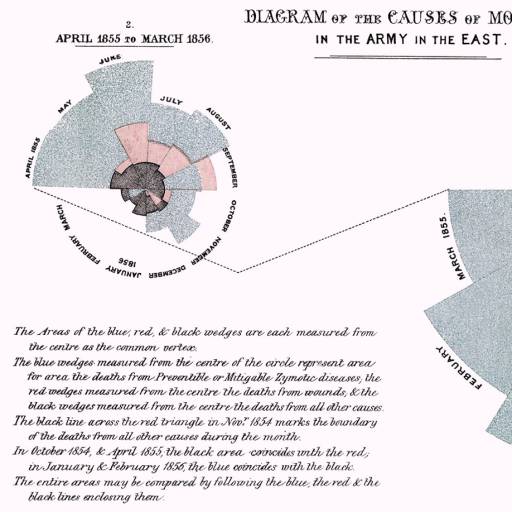 DIAGRAM OF THE CAUSES OF MO
IN THE ARMY IN THE EAST.
2.
APRIL 1855 TO MARCH 1856.
APRIL 1855
MAY
JUNE
JULY
AUGUST
SEPTEMBER
OCTOBER
NOVEMBER
DECEMBER
JANUARY 1856
FEBRUARY
MARCH
MARCH 1855.
FEBRUARY
The Areas of the blue, red, & black wedges are each measured from
the centre as the common vertex.
The blue wedges measured from the centre of the circle represent area
for area the deaths from Preventible or Mitigable Zymotic diseases, the
red wedges measured from the centre the deaths from wounds, & the
black wedges measured from the centre the deaths from all other causes.
The black line across the red triangle in Novr. 1854 marks the boundary
of the deaths from all other causes during the month.
In October 1854, & April 1855, the black area coincides with the red;
in January & February 1856, the blue coincides with the black.
The entire areas may be compared by following the blue, the red & the
black lines enclosing them.